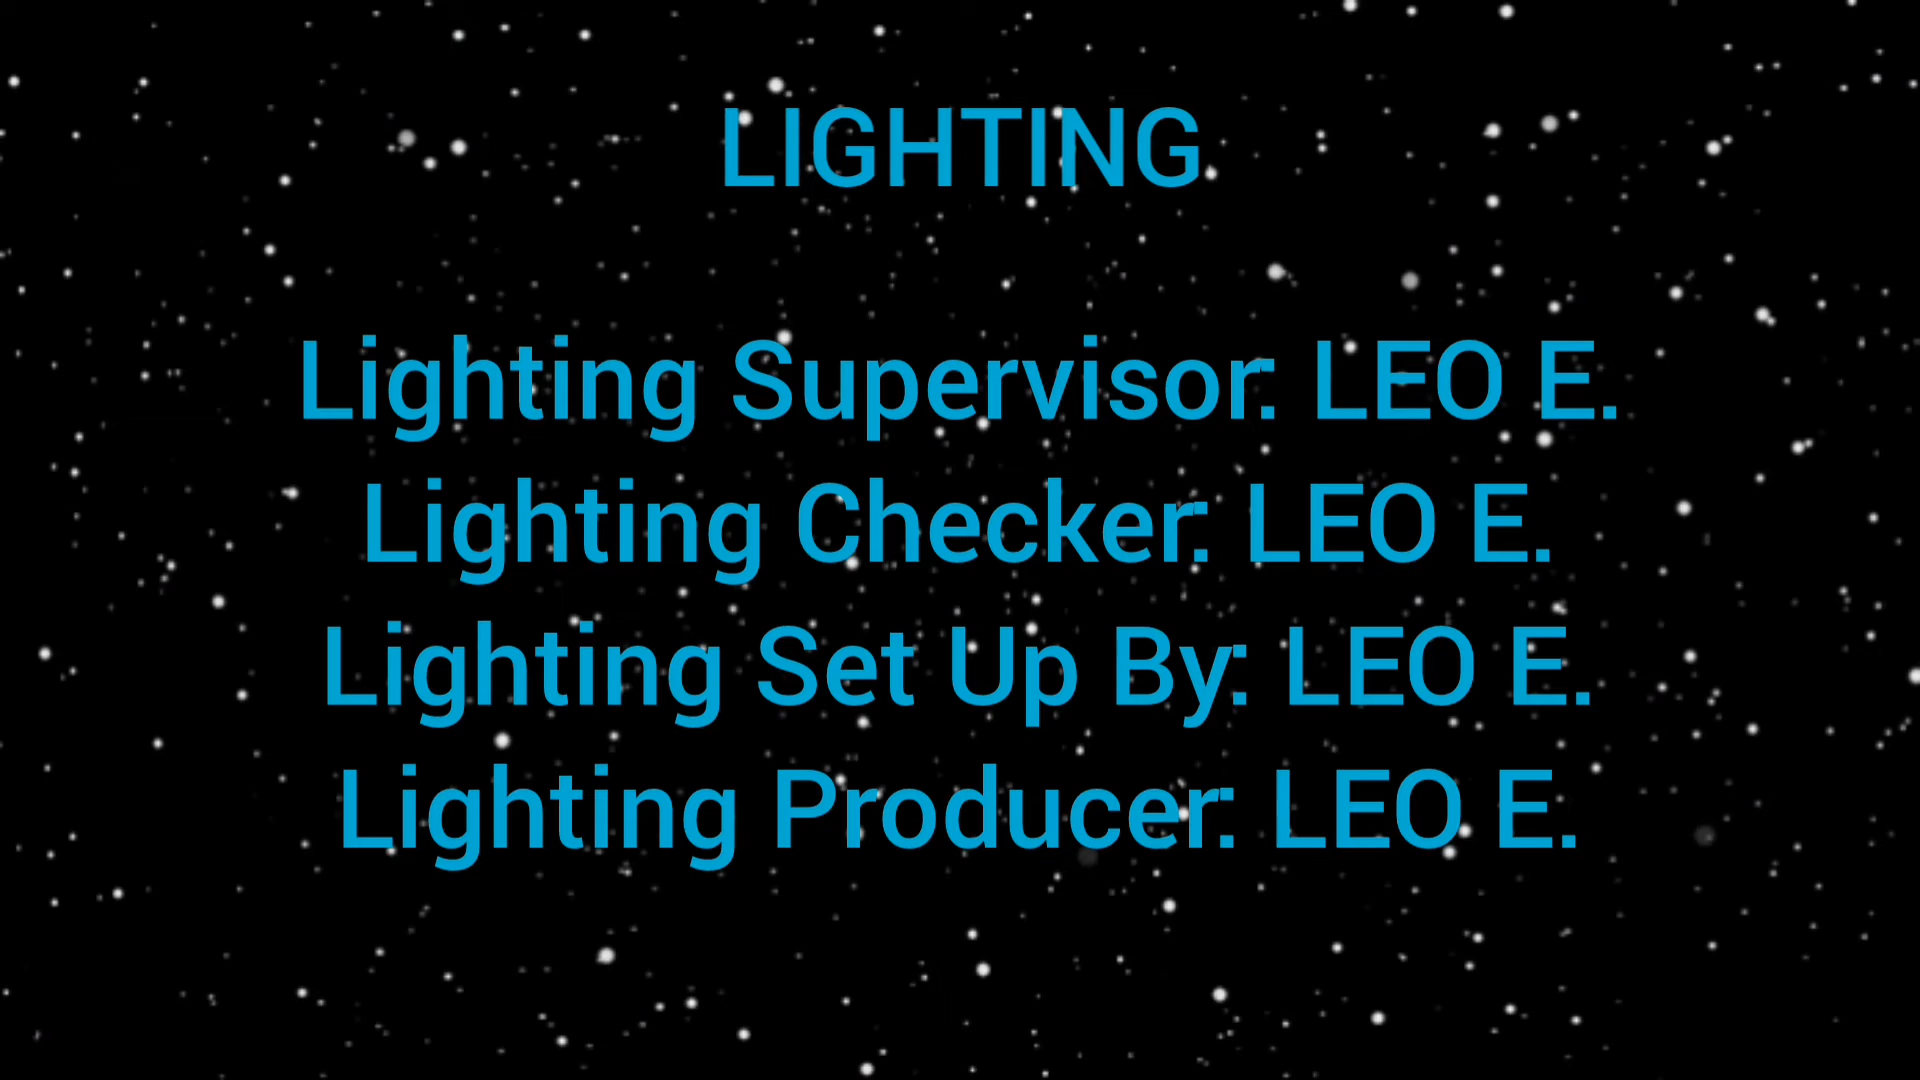 LIGHTING
Lighting Supervisor: LEO E.
Lighting Checker: LEO E.
Lighting Set Up By: LEO E.
Lighting Producer: LEO E.